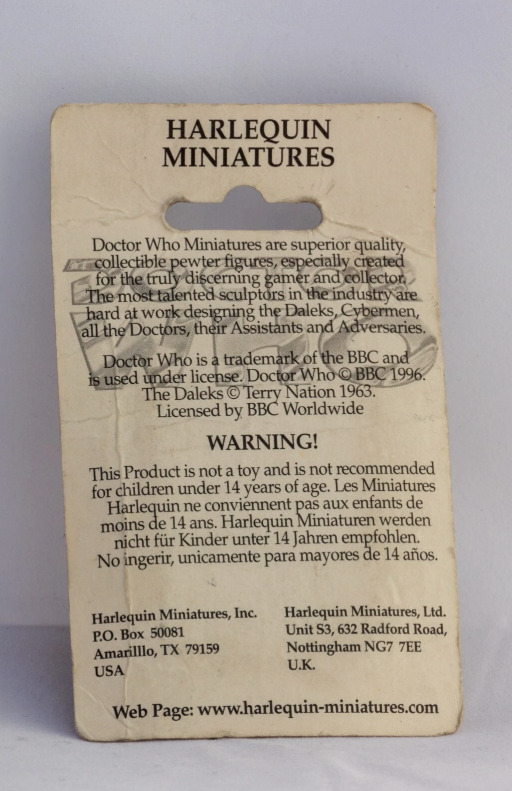 HARLEQUIN
MINIATURES
Doctor Who Miniatures are superior quality,
collectible pewter figures, especially created
for the truly discerning gamer and collector.
The most talented sculptors in the industry are
hard at work designing the Daleks, Cybermen,
all the Doctors, their Assistants and Adversaries.
Doctor Who is a trademark of the BBC and
is used under license. Doctor Who © BBC 1996.
The Daleks © Terry Nation 1963.
Licensed by BBC Worldwide
WARNING!
This Product is not a toy and is not recommended
for children under 14 years of age. Les Miniatures
Harlequin ne conviennent pas aux enfants de
moins de 14 ans. Harlequin Miniaturen werden
nicht für Kinder unter 14 Jahren empfohlen.
No ingerir, unicamente para mayores de 14 años.
Harlequin Miniatures, Inc.
P.O. Box 50081
Amarilllo, TX 79159
USA
Harlequin Miniatures, Ltd.
Unit S3, 632 Radford Road,
Nottingham NG7 7EE
U.K.
Web Page: www.harlequin-miniatures.com
DOCTOR
WHO